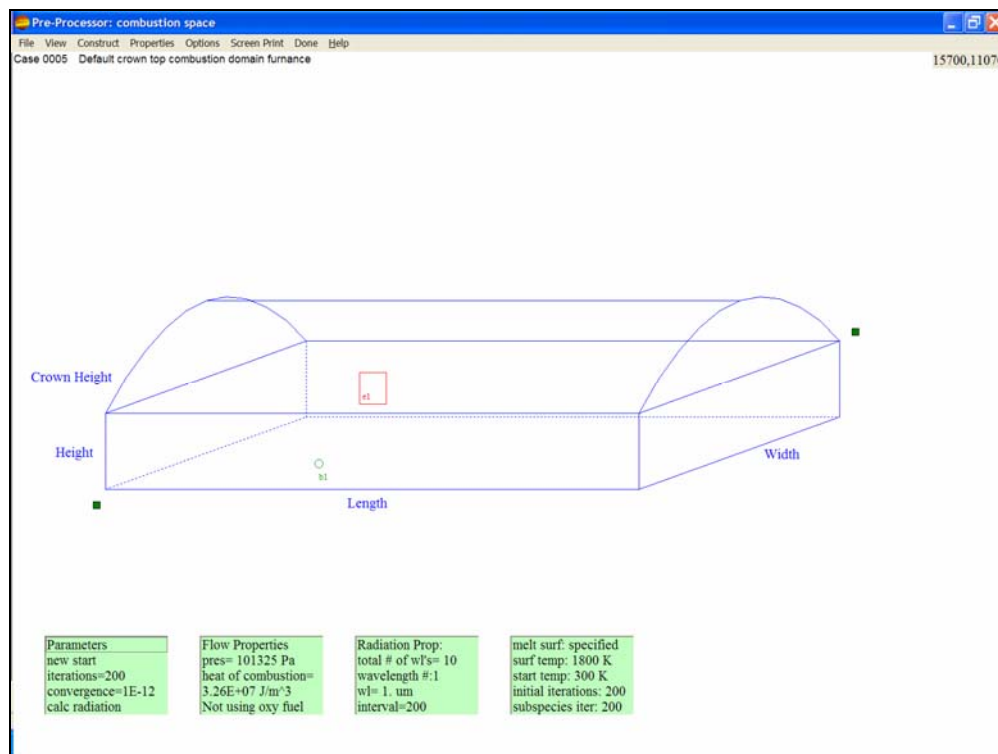 Pre-Processor: combustion space
File View Construct Properties Options Screen Print Done Help
Case 0005 Default crown top combustion domain furnance
15700,1107
Crown Height
e1
Height
Width
b1
Length
Parameters
new start
iterations=200
convergence=1E-12
calc radiation
Flow Properties
pres= 101325 Pa
heat of combustion=
3.26E+07 J/m^3
Not using oxy fuel
Radiation Prop:
total # of wl's= 10
wavelength #:1
wl= 1. um
interval=200
melt surf: specified
surf temp: 1800 K
start temp: 300 K
initial iterations: 200
subspecies iter: 200